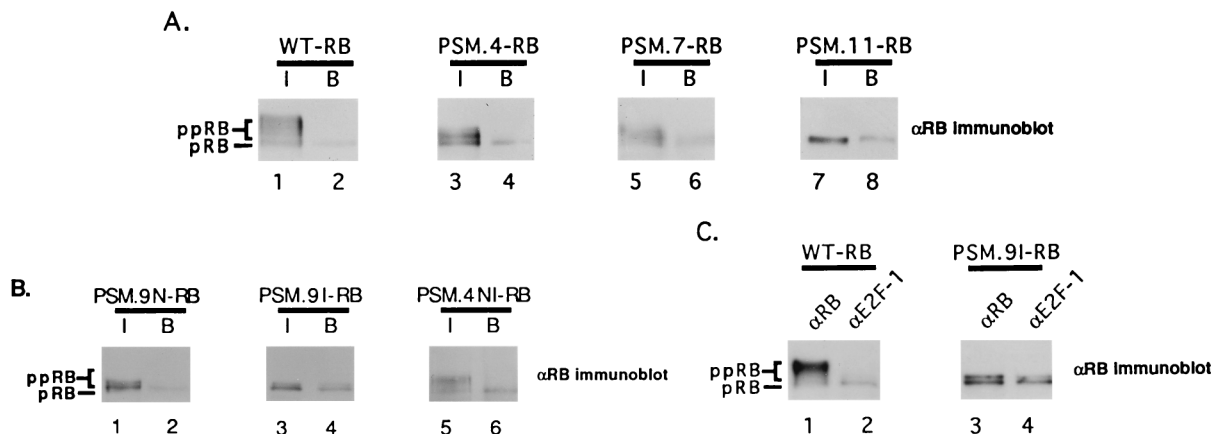 A.
WT-RB PSM.4-RB PSM.7-RB PSM.11-RB
I B I B I B I B
ppRB
pRB
αRB immunoblot
1 2 3 4 5 6 7 8
B.
PSM.9N-RB PSM.9I-RB PSM.4NI-RB
I B I B I B
ppRB
pRB
αRB immunoblot
1 2 3 4 5 6
C.
WT-RB PSM.9I-RB
αRB αE2F-1 αRB αE2F-1
ppRB
pRB
αRB immunoblot
1 2 3 4